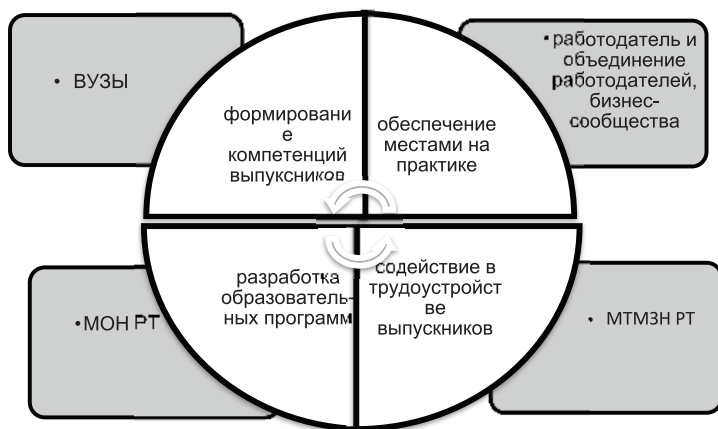 • ВУЗЫ
формировани
е
компетенций
выпуксников
• работодатель и
объединение
работодателей,
бизнес-
сообщества
обеспечение
местами на
практике
• МОН РТ
разработка
образователь-
ных программ
содействие в
трудоустройст
ве
выпускников
• МТМЗН РТ